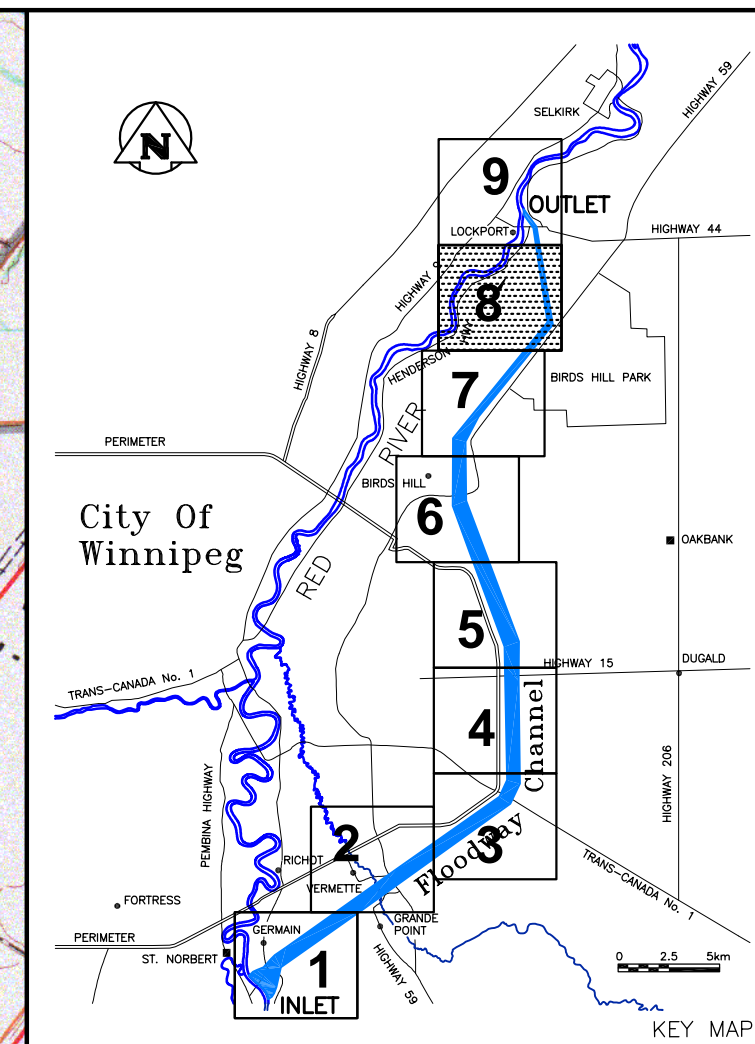 SELKIRK
HIGHWAY 59
N
9
OUTLET
LOCKPORT
HIGHWAY 44
HIGHWAY
8
HWY
HIGHWAY 8
HENDERSON
7
BIRDS HILL PARK
PERIMETER
RIVER
BIRDS HILL
City Of
Winnipeg
6
OAKBANK
RED
5
HIGHWAY 15
DUGALD
TRANS-CANADA No. 1
4
Channel
HIGHWAY 206
PEMBINA HIGHWAY
2
3
Floodway
RICHOT
VERMETTE
TRANS-CANADA No. 1
FORTRESS
GRANDE
POINT
GERMAIN
PERIMETER
ST. NORBERT
HIGHWAY 59
1
INLET
0 2.5 5km
KEY MAP